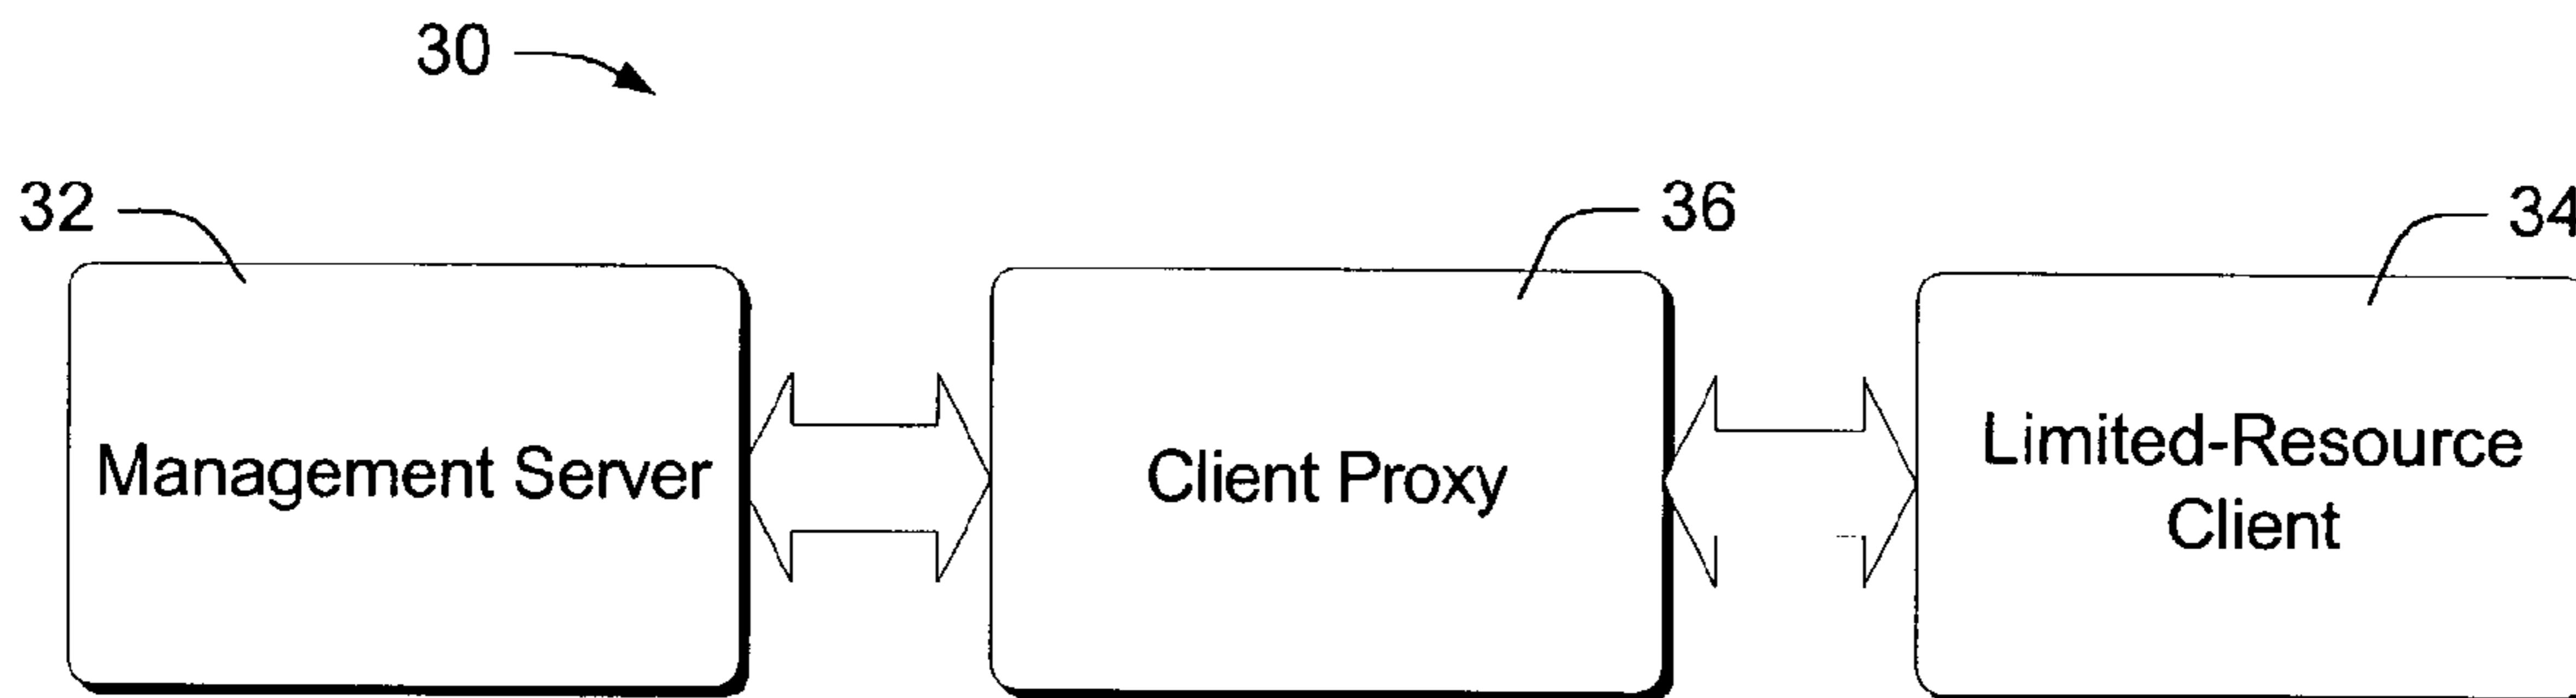 30
32
36
34
Management Server
Client Proxy
Limited-Resource
Client